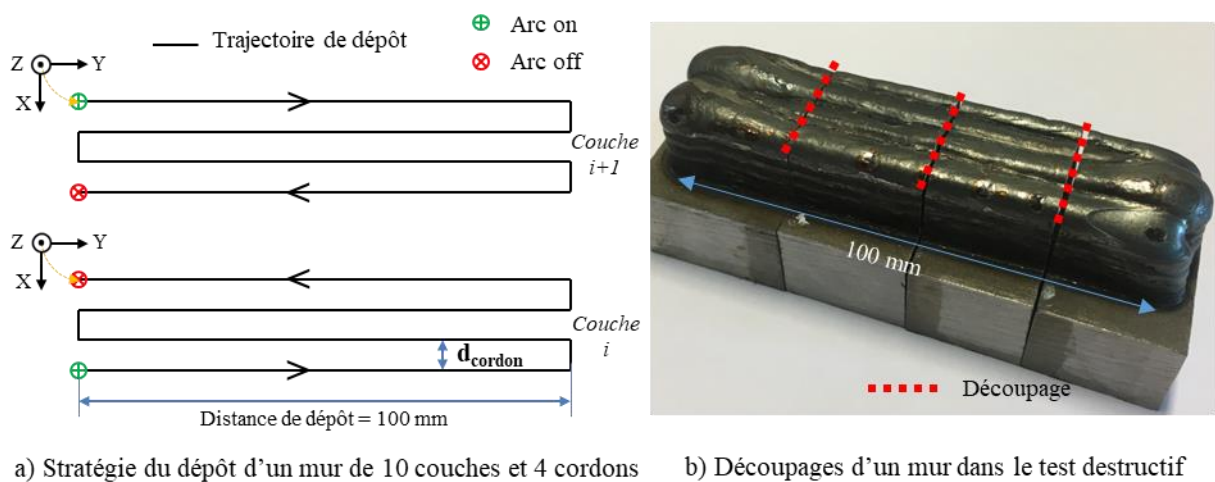 Trajectoire de dépôt
Arc on
Arc off
Z
Y
X
Couche
i+1
Z
Y
X
Couche
i
d_cordon
Distance de dépôt = 100 mm
100 mm
Découpage
a) Stratégie du dépôt d’un mur de 10 couches et 4 cordons
b) Découpages d’un mur dans le test destructif